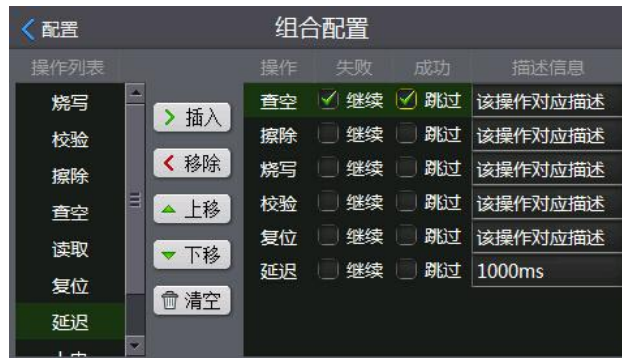 配置
组合配置
操作列表
操作 失败 成功 描述信息
烧写
校验
擦除
查空
读取
复位
延迟
插入
移除
上移
下移
清空
查空 继续 跳过 该操作对应描述
擦除 继续 跳过 该操作对应描述
烧写 继续 跳过 该操作对应描述
校验 继续 跳过 该操作对应描述
复位 继续 跳过 该操作对应描述
延迟 继续 跳过 1000ms